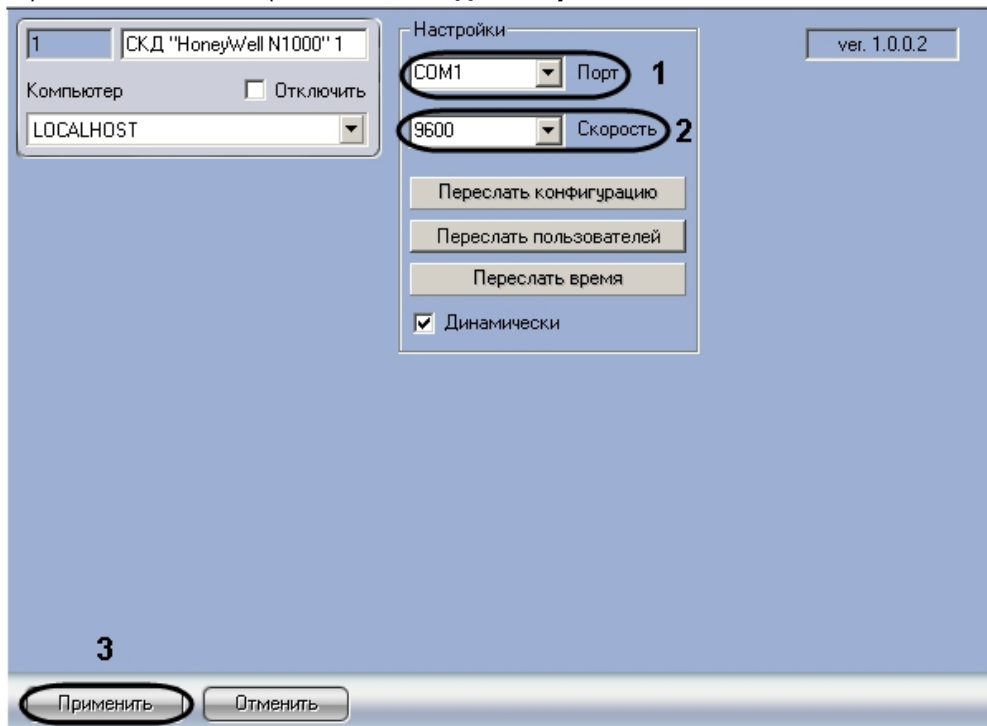 1
СКД "HoneyWell N1000" 1
Компьютер
Отключить
LOCALHOST
Настройки
COM1
Порт
1
9600
Скорость
2
Переслать конфигурацию
Переслать пользователей
Переслать время
Динамически
ver. 1.0.0.2
3
Применить
Отменить